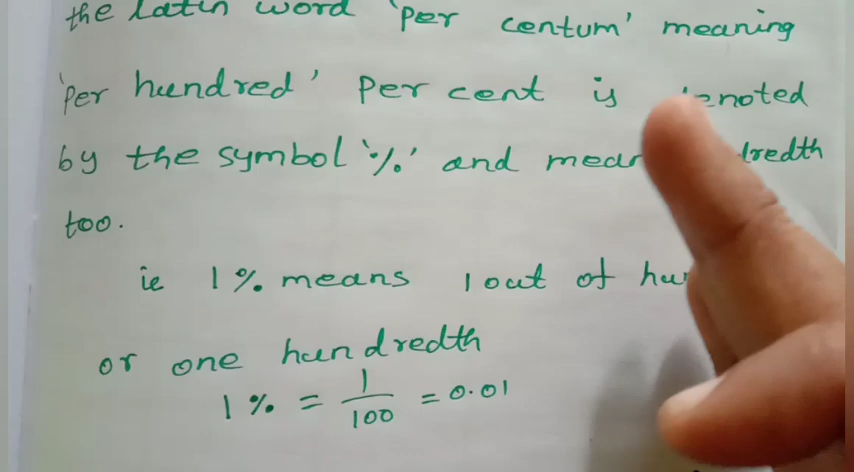 the Latin word 'per centum' meaning
'per hundred' Per cent is denoted
by the symbol '%' and
too.
ie 1% means 1 out of
or one hundredth
1% = 1/100 = 0.01